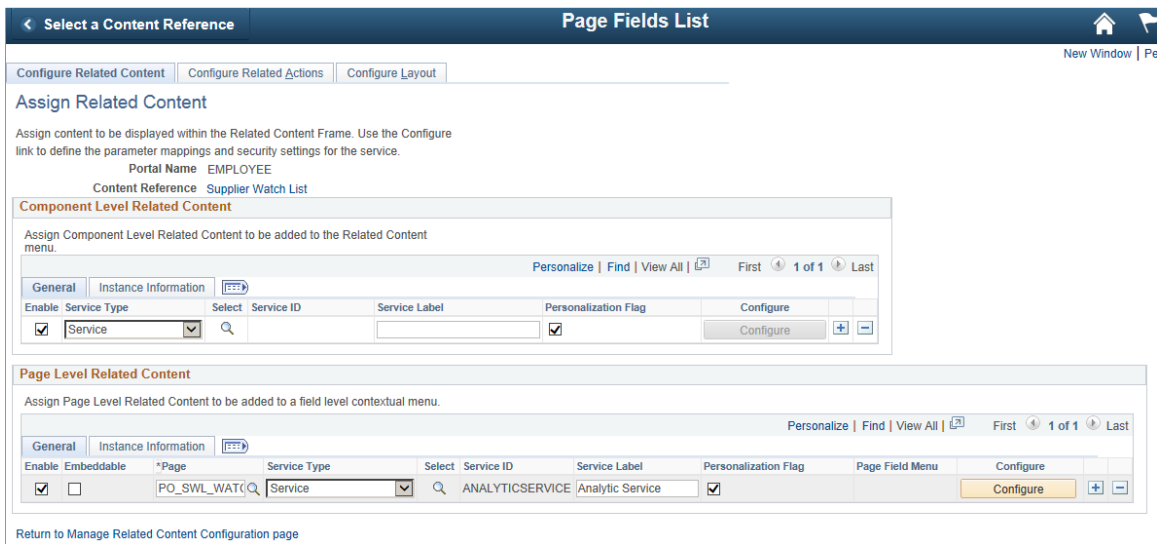 Select a Content Reference
Page Fields List
New Window | Pe
Configure Related Content
Configure Related Actions
Configure Layout
Assign Related Content
Assign content to be displayed within the Related Content Frame. Use the Configure
link to define the parameter mappings and security settings for the service.
Portal Name EMPLOYEE
Content Reference Supplier Watch List
Component Level Related Content
Assign Component Level Related Content to be added to the Related Content
menu.
Personalize | Find | View All | First 1 of 1 Last
General Instance Information
Enable Service Type Select Service ID Service Label Personalization Flag Configure
Service Configure
Page Level Related Content
Assign Page Level Related Content to be added to a field level contextual menu.
Personalize | Find | View All | First 1 of 1 Last
General Instance Information
Enable Embeddable *Page Service Type Select Service ID Service Label Personalization Flag Page Field Menu Configure
PO_SWL_WAT( Service ANALYTICSERVICE Analytic Service Configure
Return to Manage Related Content Configuration page